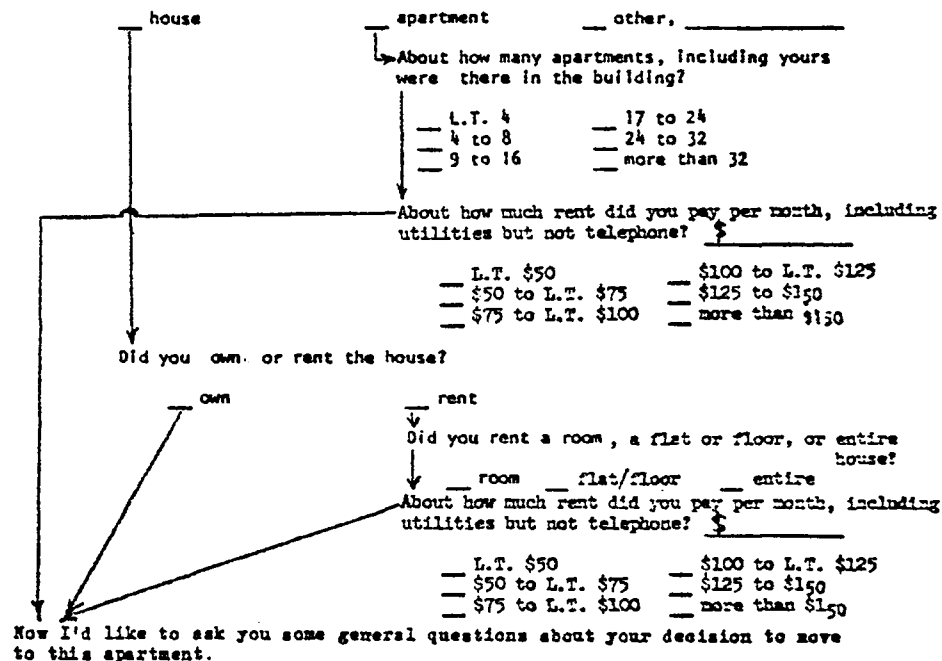 __ house __ apartment __ other, ________
About how many apartments, including yours
were there in the building?
__ L.T. 4 __ 17 to 24
__ 4 to 8 __ 24 to 32
__ 9 to 16 __ more than 32
About how much rent did you pay per month, including
utilities but not telephone? $ ________
__ L.T. $50 __ $100 to L.T. $125
__ $50 to L.T. $75 __ $125 to $150
__ $75 to L.T. $100 __ more than $150
Did you own or rent the house?
__ own __ rent
Did you rent a room, a flat or floor, or entire
house?
__ room __ flat/floor __ entire
About how much rent did you pay per month, including
utilities but not telephone? $ ________
__ L.T. $50 __ $100 to L.T. $125
__ $50 to L.T. $75 __ $125 to $150
__ $75 to L.T. $100 __ more than $150
Now I'd like to ask you some general questions about your decision to move
to this apartment.